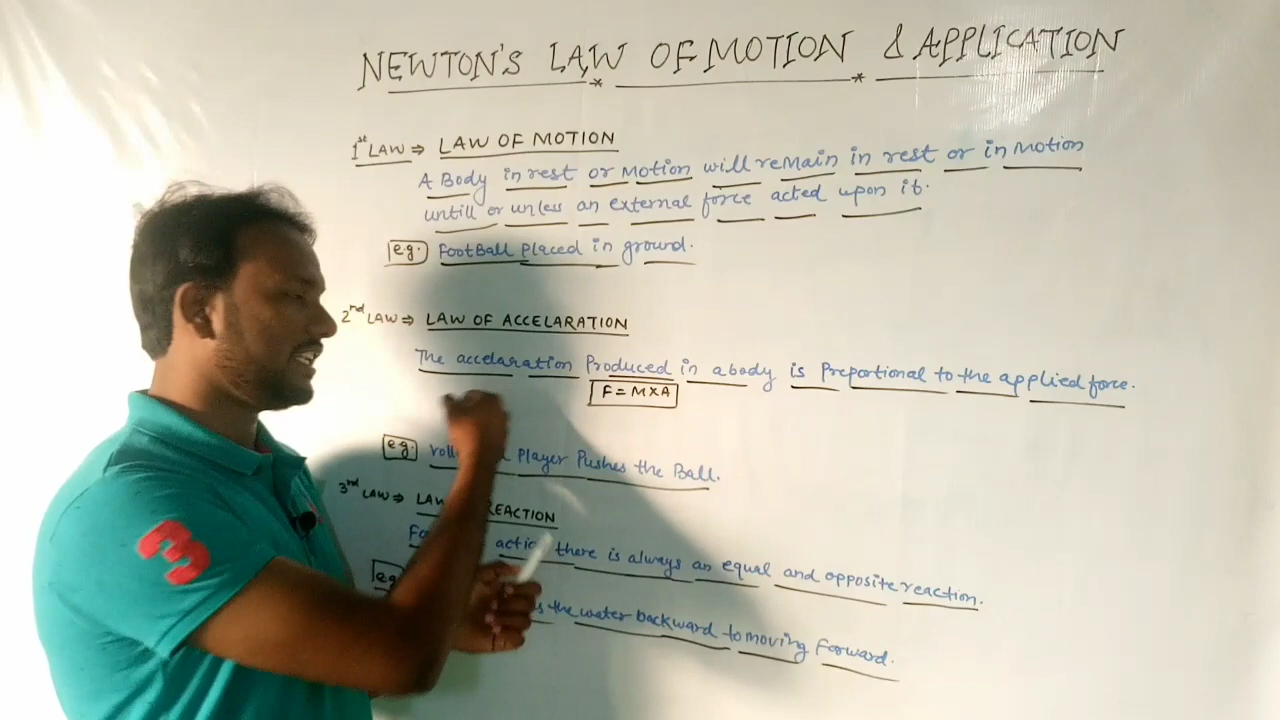 NEWTON'S LAW OF MOTION & APPLICATION
1st LAW ⇒ LAW OF MOTION
A Body in rest or Motion will remain in rest or in Motion
untill or unless an external force acted upon it.
e.g. FootBall placed in ground.
2nd LAW ⇒ LAW OF ACCELARATION
The accelaration Produced in a body is Preportional to the applied force.
F = M×A
e.g. Player Pushes the Ball.
3rd LAW ⇒ REACTION
there is always an equal and opposite reaction.
the water backward to moving Forward.
3